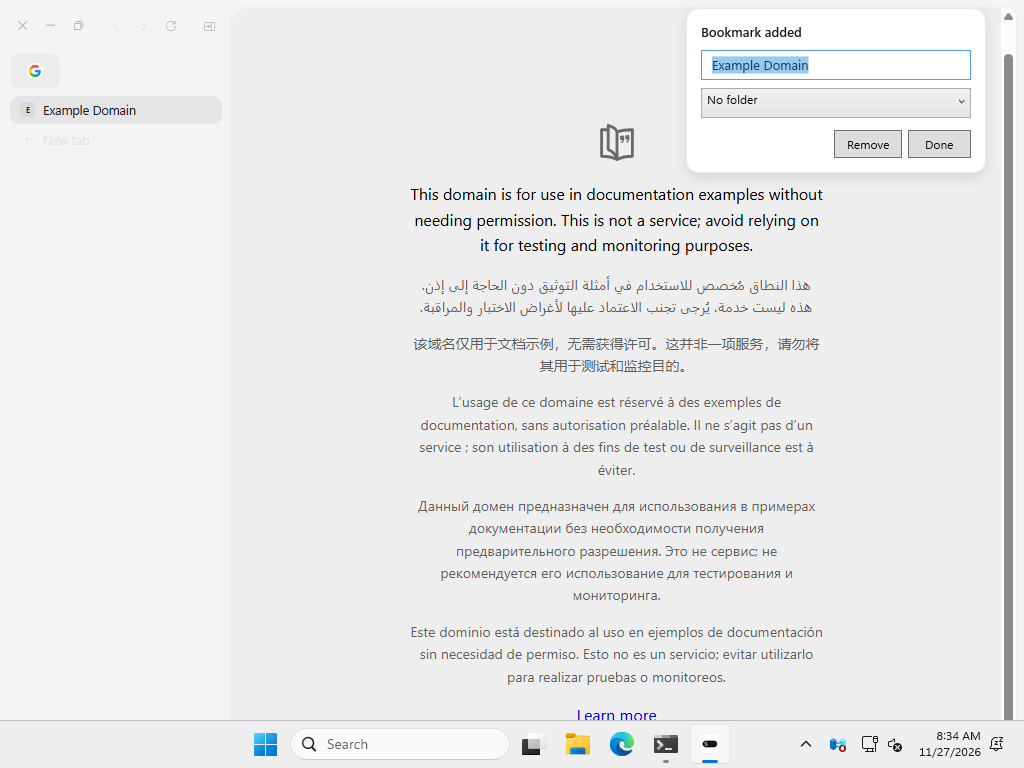 E Example Domain
+ New tab
Bookmark added
Example Domain
No folder
Remove Done
This domain is for use in documentation examples without
needing permission. This is not a service; avoid relying on
it for testing and monitoring purposes.
هذا النطاق مُخصص للاستخدام في أمثلة التوثيق دون الحاجة إلى إذن.
هذه ليست خدمة، يُرجى تجنب الاعتماد عليها لأغراض الاختبار والمراقبة.
该域名仅用于文档示例，无需获得许可。这并非一项服务，请勿将
其用于测试和监控目的。
L’usage de ce domaine est réservé à des exemples de
documentation, sans autorisation préalable. Il ne s’agit pas d’un
service ; son utilisation à des fins de test ou de surveillance est à
éviter.
Данный домен предназначен для использования в примерах
документации без необходимости получения
предварительного разрешения. Это не сервис; не
рекомендуется его использование для тестирования и
мониторинга.
Este dominio está destinado al uso en ejemplos de documentación
sin necesidad de permiso. Esto no es un servicio; evitar utilizarlo
para realizar pruebas o monitoreos.
Learn more
Search
8:34 AM
11/27/2026